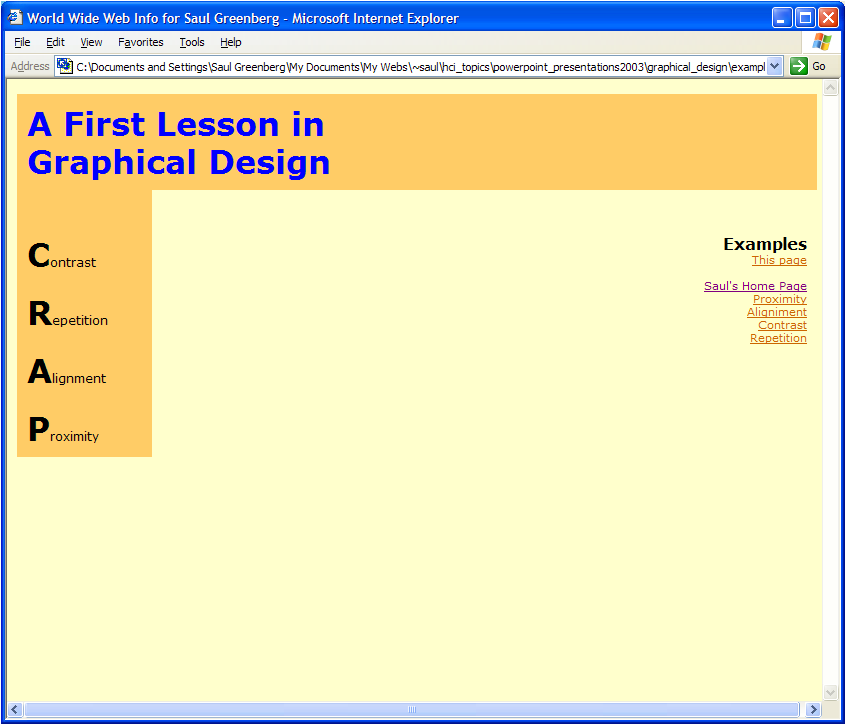 World Wide Web Info for Saul Greenberg - Microsoft Internet Explorer
File Edit View Favorites Tools Help
Address C:\Documents and Settings\Saul Greenberg\My Documents\My Webs\~saul\hci_topics\powerpoint_presentations2003\graphical_design\exampl Go
A First Lesson in
Graphical Design
Contrast
Repetition
Alignment
Proximity
Examples
This page
Saul's Home Page
Proximity
Aligniment
Contrast
Repetition